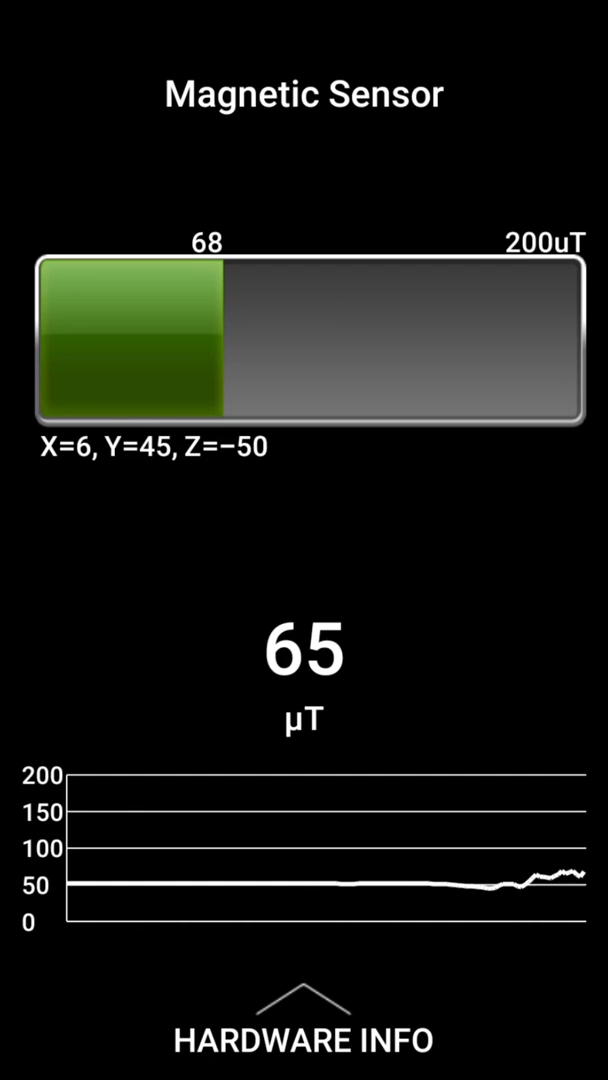 Magnetic Sensor
68 200uT
X=6, Y=45, Z=−50
65
μT
200
150
100
50
0
HARDWARE INFO